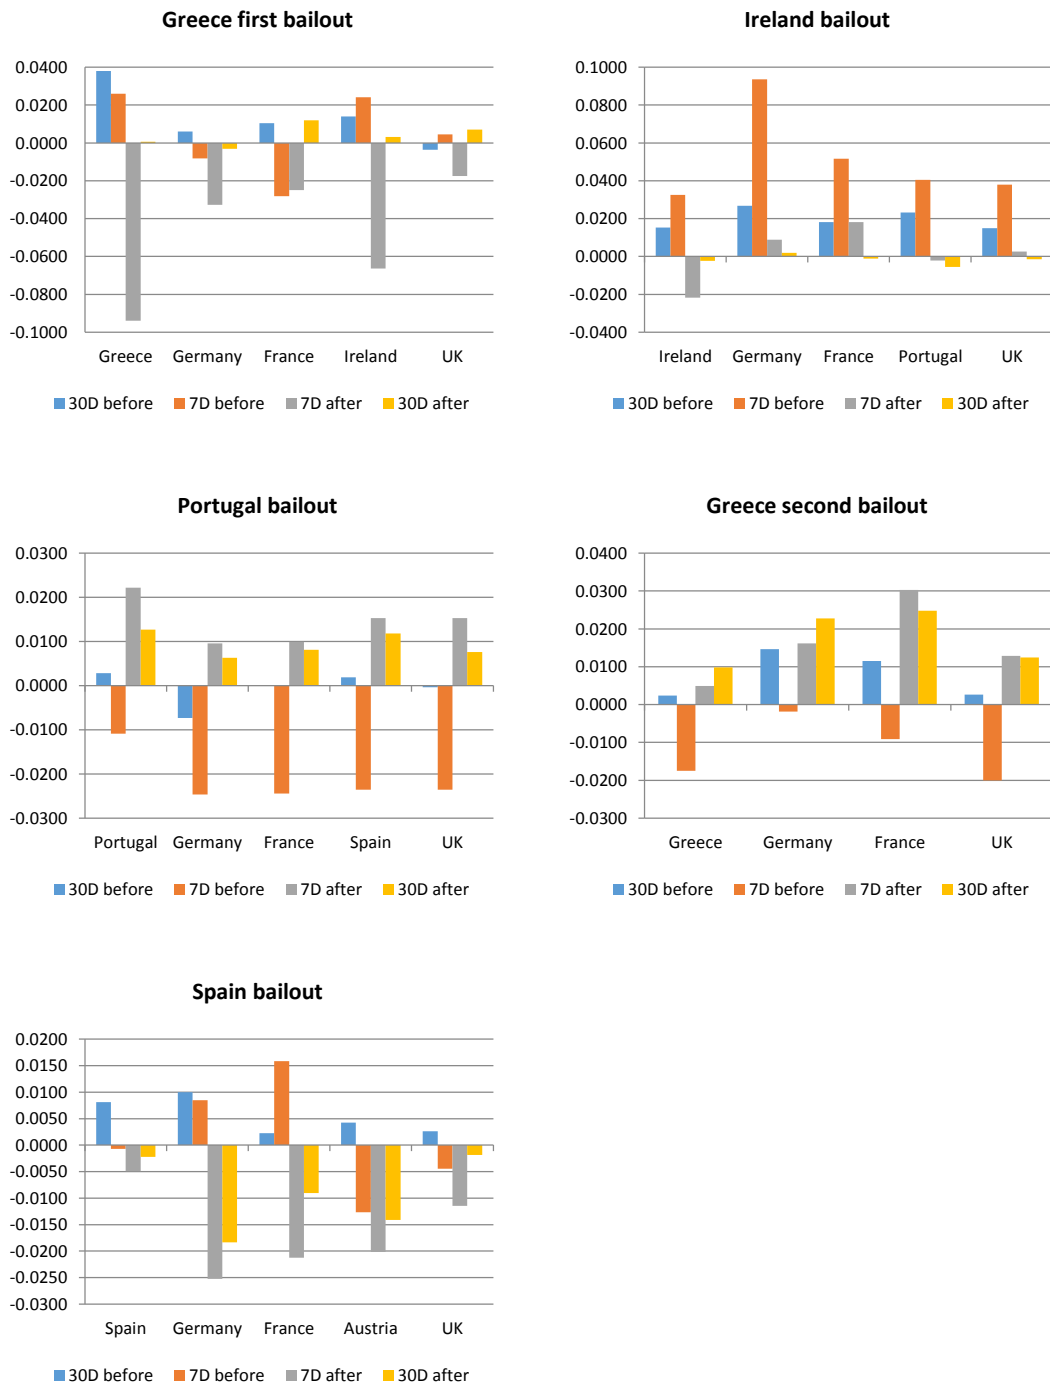 Greece first bailout
0.0400
0.0200
0.0000
-0.0200
-0.0400
-0.0600
-0.0800
-0.1000
Greece Germany France Ireland UK
30D before 7D before 7D after 30D after
Ireland bailout
0.1000
0.0800
0.0600
0.0400
0.0200
0.0000
-0.0200
-0.0400
Ireland Germany France Portugal UK
30D before 7D before 7D after 30D after
Portugal bailout
0.0300
0.0200
0.0100
0.0000
-0.0100
-0.0200
-0.0300
Portugal Germany France Spain UK
30D before 7D before 7D after 30D after
Greece second bailout
0.0400
0.0300
0.0200
0.0100
0.0000
-0.0100
-0.0200
-0.0300
Greece Germany France UK
30D before 7D before 7D after 30D after
Spain bailout
0.0200
0.0150
0.0100
0.0050
0.0000
-0.0050
-0.0100
-0.0150
-0.0200
-0.0250
-0.0300
Spain Germany France Austria UK
30D before 7D before 7D after 30D after